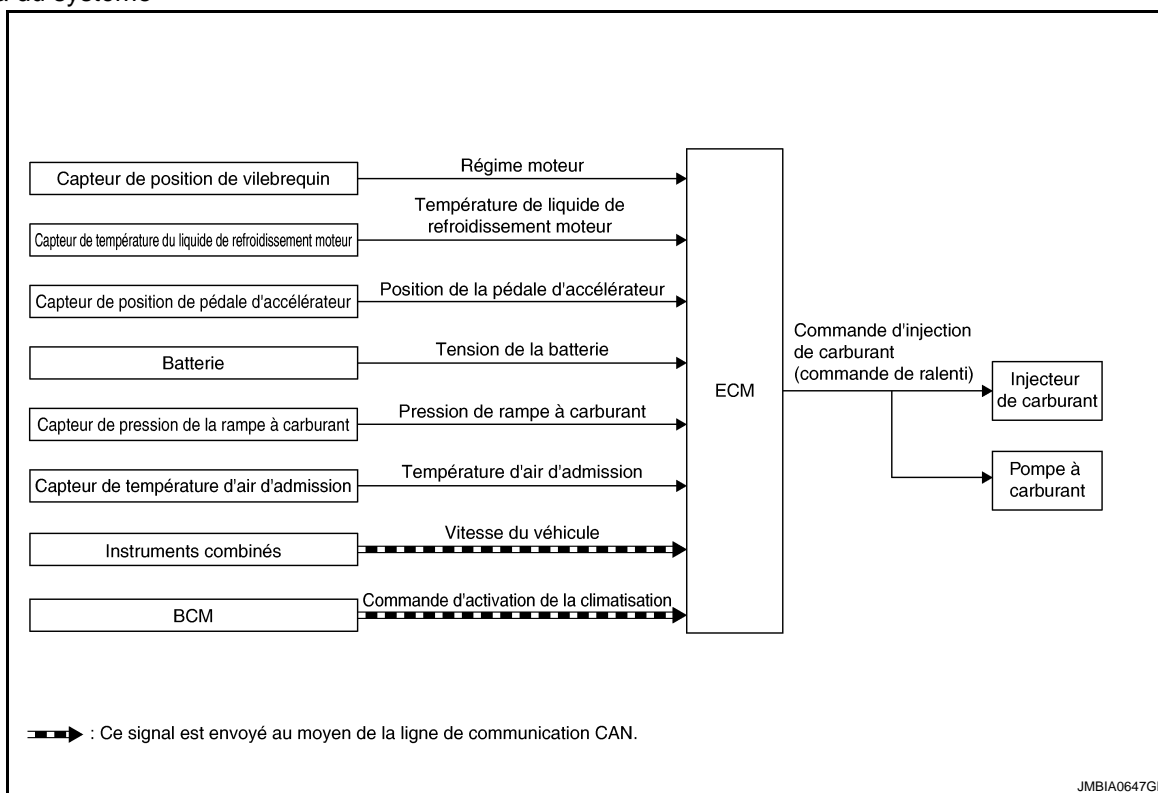 du système
Capteur de position de vilebrequin
Régime moteur
Capteur de température du liquide de refroidissement moteur
Température de liquide de
refroidissement moteur
Capteur de position de pédale d'accélérateur
Position de la pédale d'accélérateur
Batterie
Tension de la batterie
Capteur de pression de la rampe à carburant
Pression de rampe à carburant
Capteur de température d'air d'admission
Température d'air d'admission
Instruments combinés
Vitesse du véhicule
BCM
Commande d'activation de la climatisation
ECM
Commande d'injection
de carburant
(commande de ralenti)
Injecteur
de carburant
Pompe à
carburant
: Ce signal est envoyé au moyen de la ligne de communication CAN.